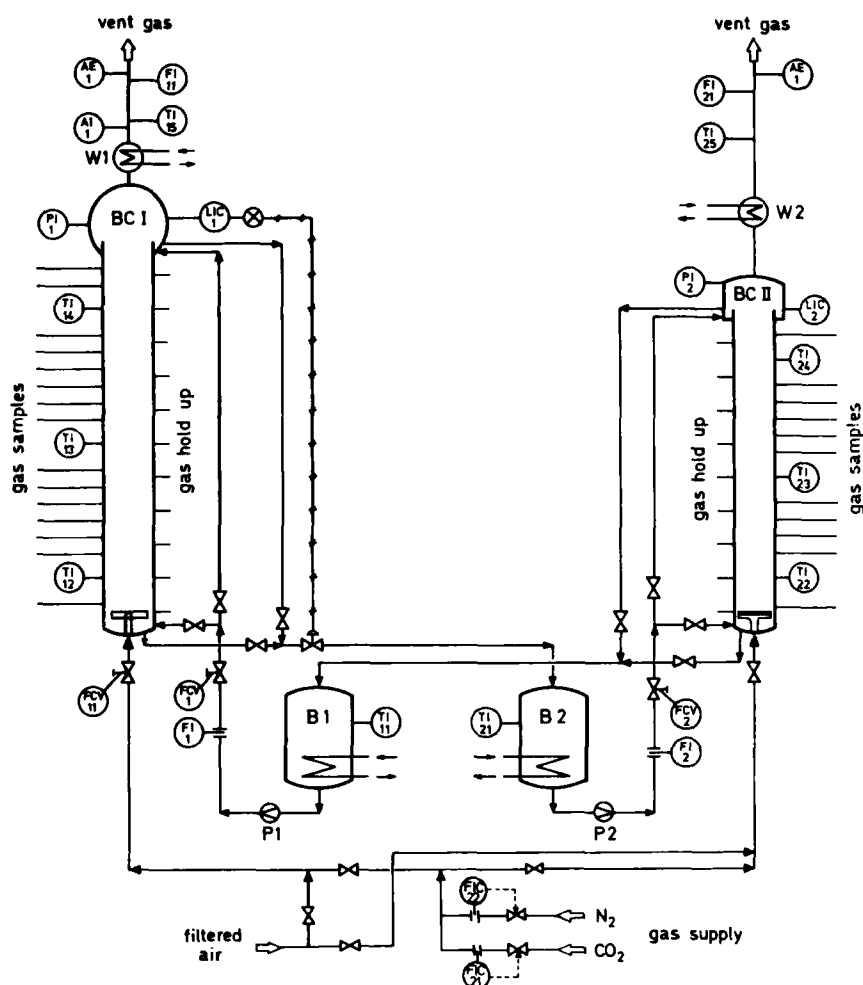 vent gas
vent gas
AE 1
FI 11
AE 1
FI 21
AI 1
TI 15
TI 25
W1
W2
PI 1
BC I
LIC 1
PI 2
BC II
LIC 2
TI 14
TI 24
gas samples
gas hold up
TI 13
gas hold up
TI 23
gas samples
TI 12
TI 22
FCV 11
FCV 1
FCV 2
FI 1
B1
TI 11
TI 21
B2
FI 2
P1
P2
FIC 22
N2
filtered air
gas supply
CO2
FIC 21